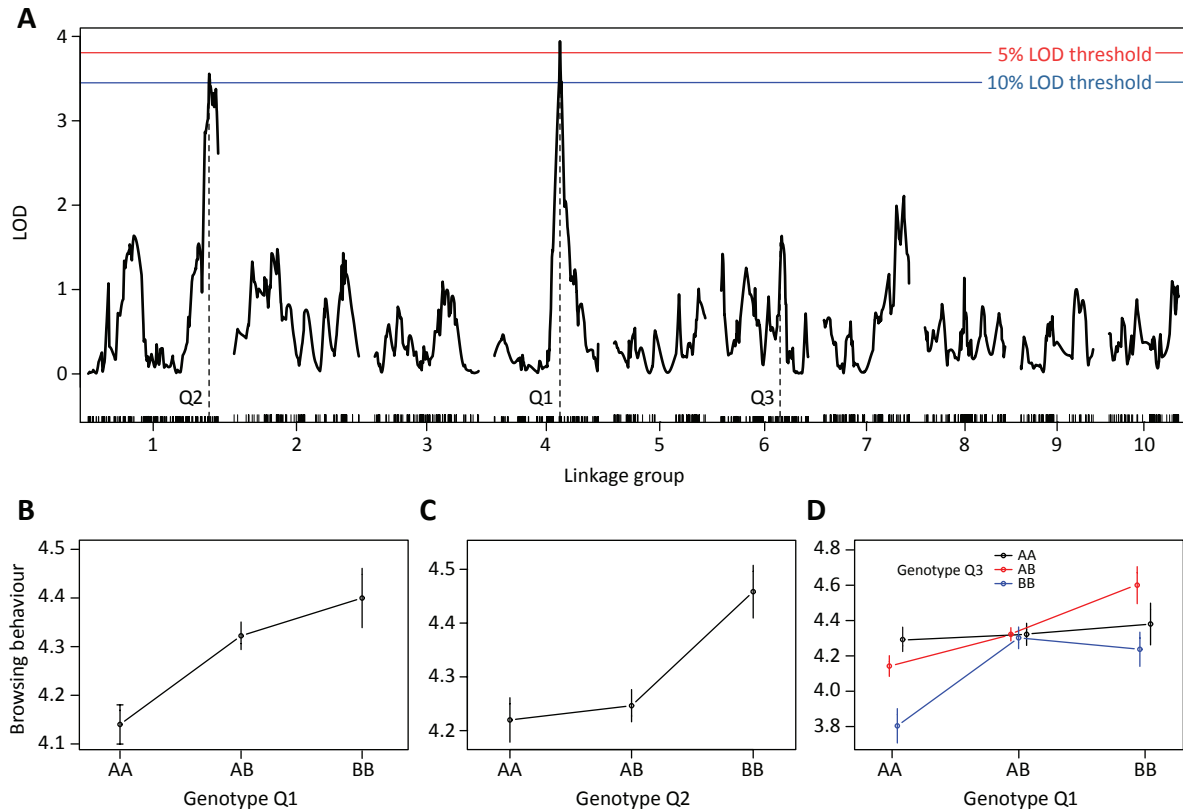 A
4
3
2
1
0
LOD
5% LOD threshold
10% LOD threshold
Q2
Q1
Q3
1 2 3 4 5 6 7 8 9 10
Linkage group
B
4.5
4.4
4.3
4.2
4.1
Browsing behaviour
AA AB BB
Genotype Q1
C
4.5
4.4
4.3
4.2
AA AB BB
Genotype Q2
D
4.8
4.6
4.4
4.2
4.0
3.8
Genotype Q3
AA
AB
BB
AA AB BB
Genotype Q1